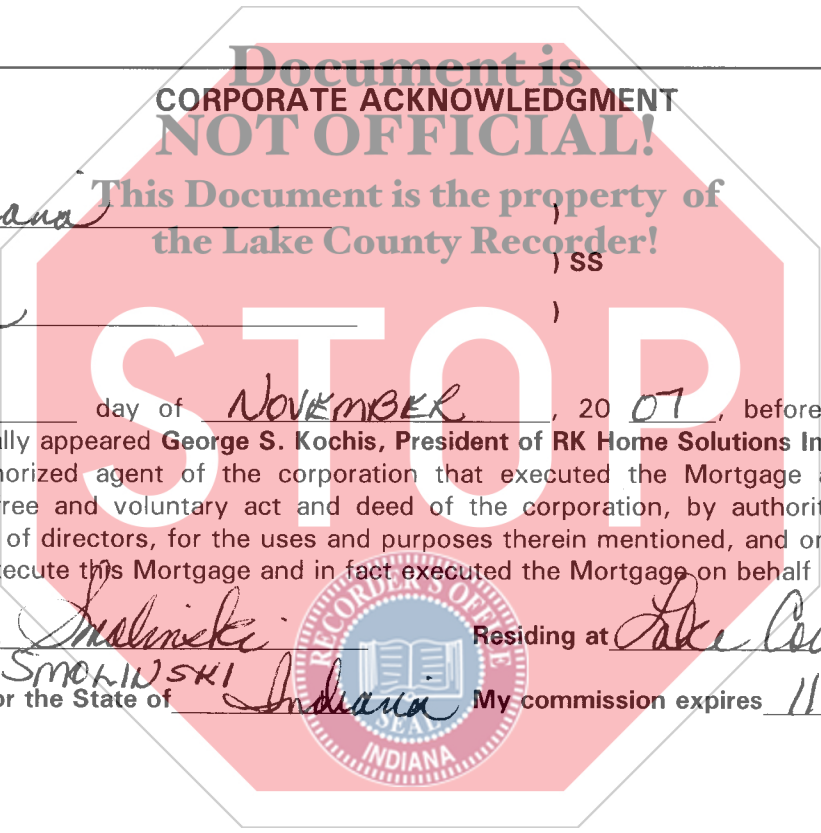 Document is
CORPORATE ACKNOWLEDGMENT
NOT OFFICIAL!
This Document is the property of
ana )
the Lake County Recorder!
) SS
)
STOP
day of NOVEMBER , 20 07 , before
lly appeared George S. Kochis, President of RK Home Solutions In
horized agent of the corporation that executed the Mortgage a
ree and voluntary act and deed of the corporation, by authorit
of directors, for the uses and purposes therein mentioned, and or
xecute this Mortgage and in fact executed the Mortgage on behalf
Smolinski Residing at Lake Cou
SMOLINSKI
or the State of Indiana My commission expires 11
RECORDER'S OFFICE
SEAL
INDIANA